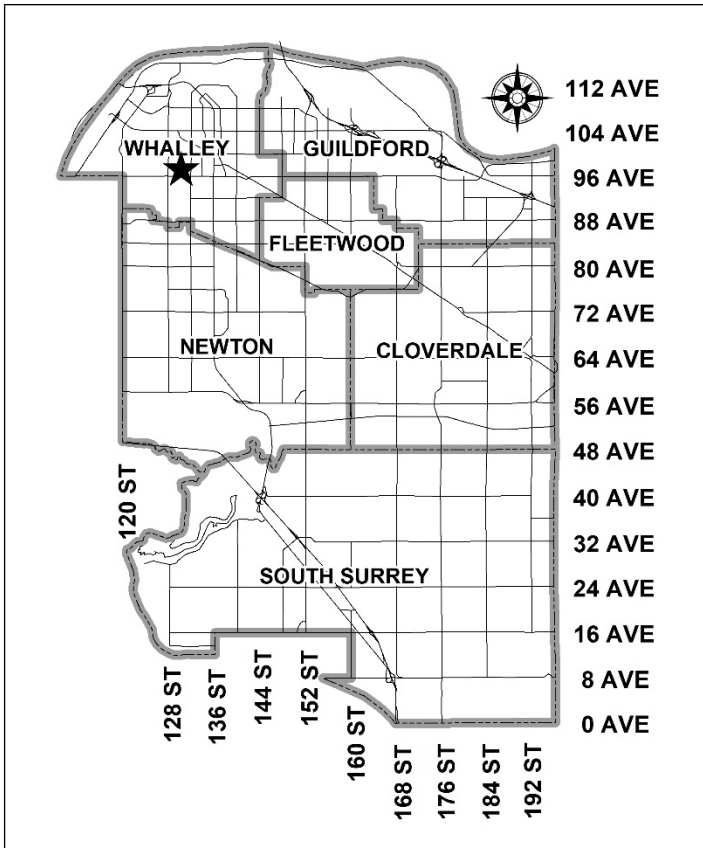 112 AVE
104 AVE
WHALLEY
GUILDFORD
96 AVE
88 AVE
FLEETWOOD
80 AVE
72 AVE
NEWTON
CLOVERDALE
64 AVE
56 AVE
48 AVE
120 ST
40 AVE
32 AVE
SOUTH SURREY
24 AVE
16 AVE
8 AVE
0 AVE
128 ST
136 ST
144 ST
152 ST
160 ST
168 ST
176 ST
184 ST
192 ST